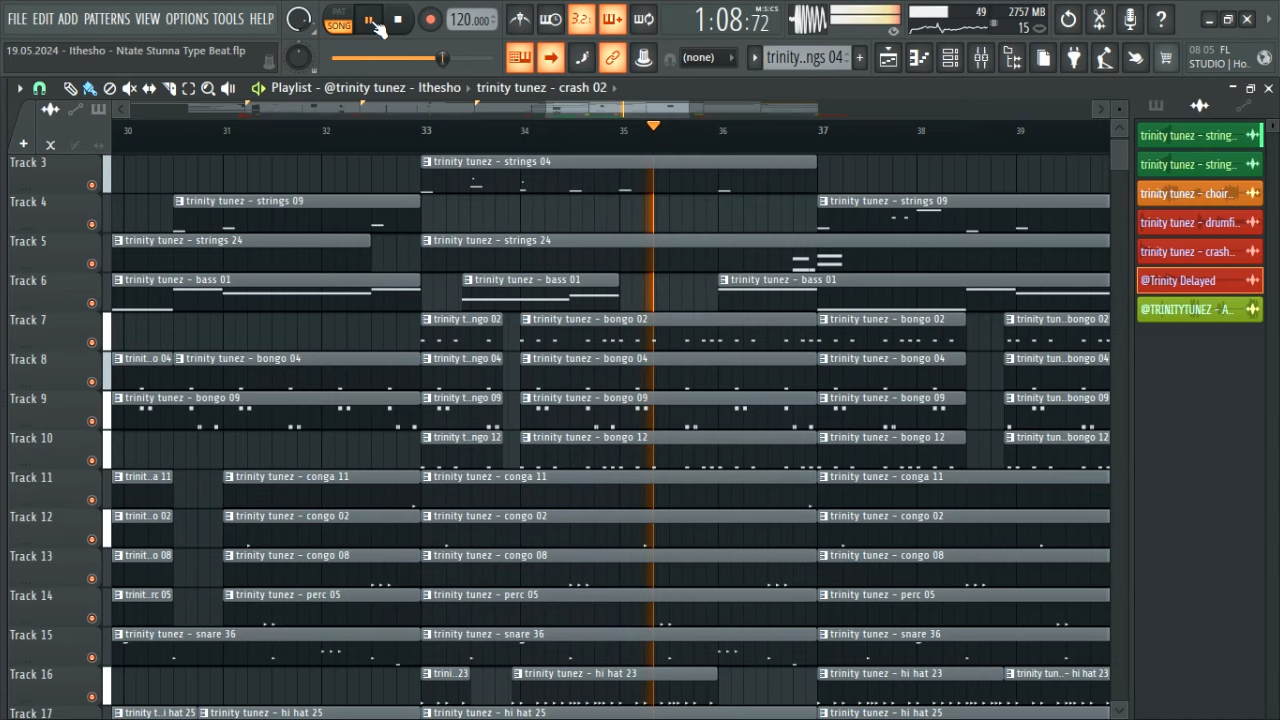 FILE EDIT ADD PATTERNS VIEW OPTIONS TOOLS HELP
PAT
SONG
120.000
3.2
1:08:72
M:S:CS
49
2757 MB
15
19.05.2024 - Ithesho - Ntate Stunna Type Beat.flp
(none)
trinity..ngs 04
08 05 FL
STUDIO | Ho..
Playlist - @trinity tunez - Ithesho › trinity tunez - crash 02
30 31 32 33 34 35 36 37 38 39
Track 3
trinity tunez - strings 04
Track 4
trinity tunez - strings 09
trinity tunez - strings 09
Track 5
trinity tunez - strings 24
trinity tunez - strings 24
Track 6
trinity tunez - bass 01
trinity tunez - bass 01
trinity tunez - bass 01
Track 7
trinity t..ngo 02
trinity tunez - bongo 02
trinity tunez - bongo 02
trinity tun..bongo 02
Track 8
trinit..o 04
trinity tunez - bongo 04
trinity t..ngo 04
trinity tunez - bongo 04
trinity tunez - bongo 04
trinity tun..bongo 04
Track 9
trinity tunez - bongo 09
trinity t..ngo 09
trinity tunez - bongo 09
trinity tunez - bongo 09
trinity tun..bongo 09
Track 10
trinity t..ngo 12
trinity tunez - bongo 12
trinity tunez - bongo 12
trinity tun..bongo 12
Track 11
trinit..a 11
trinity tunez - conga 11
trinity tunez - conga 11
trinity tunez - conga 11
Track 12
trinit..o 02
trinity tunez - congo 02
trinity tunez - congo 02
trinity tunez - congo 02
Track 13
trinit..o 08
trinity tunez - congo 08
trinity tunez - congo 08
trinity tunez - congo 08
Track 14
trinit..rc 05
trinity tunez - perc 05
trinity tunez - perc 05
trinity tunez - perc 05
Track 15
trinity tunez - snare 36
trinity tunez - snare 36
trinity tunez - snare 36
Track 16
trini..23
trinity tunez - hi hat 23
trinity tunez - hi hat 23
trinity tun..- hi hat 23
Track 17
trinity t..i hat 25
trinity tunez - hi hat 25
trinity tunez - hi hat 25
trinity tunez - hi hat 25
trinity tunez - string..
trinity tunez - string..
trinity tunez - choir..
trinity tunez - drumfi..
trinity tunez - crash..
@Trinity Delayed
@TRINITYTUNEZ - A..